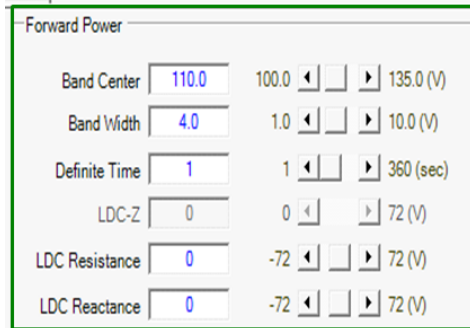 Forward Power
Band Center 110.0 100.0 135.0 (V)
Band Width 4.0 1.0 10.0 (V)
Definite Time 1 1 360 (sec)
LDC-Z 0 0 72 (V)
LDC Resistance 0 -72 72 (V)
LDC Reactance 0 -72 72 (V)